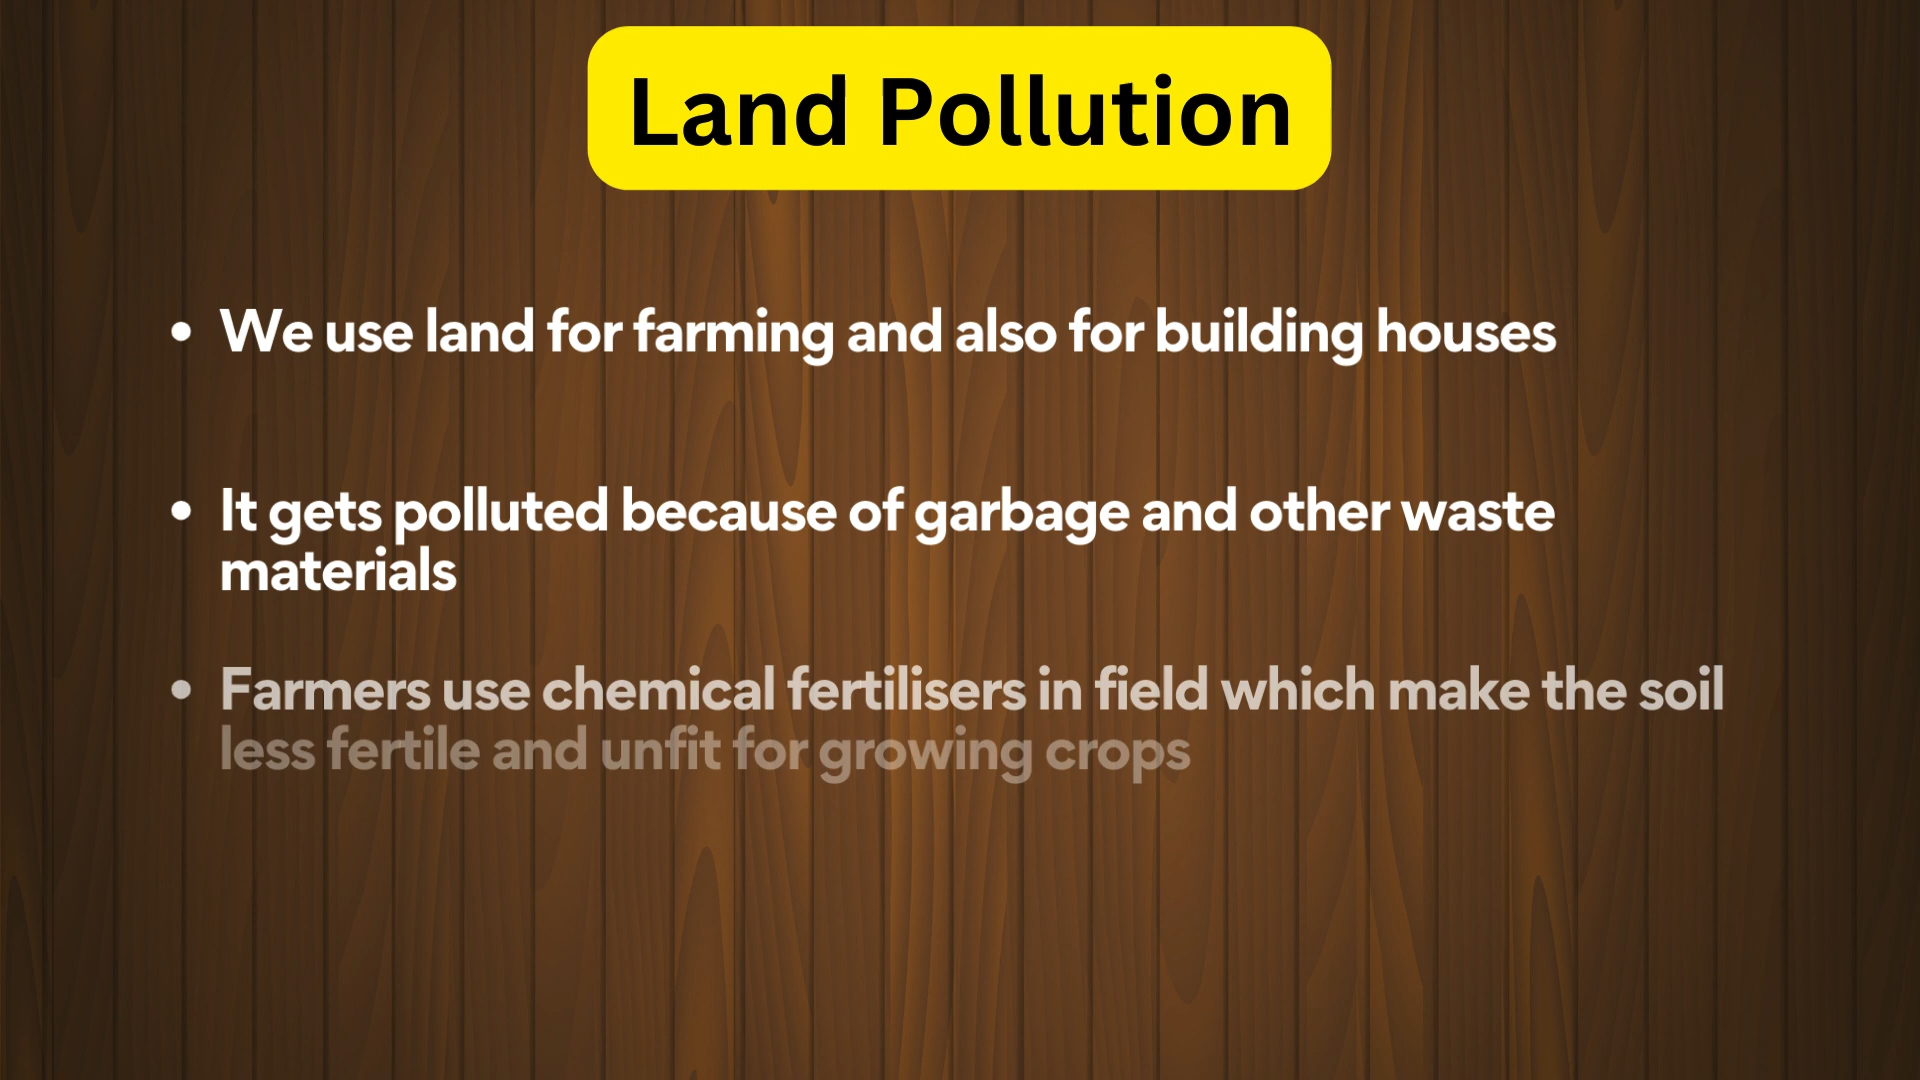 Land Pollution
• We use land for farming and also for building houses
• It gets polluted because of garbage and other waste
materials
• Farmers use chemical fertilisers in field which make the soil
less fertile and unfit for growing crops